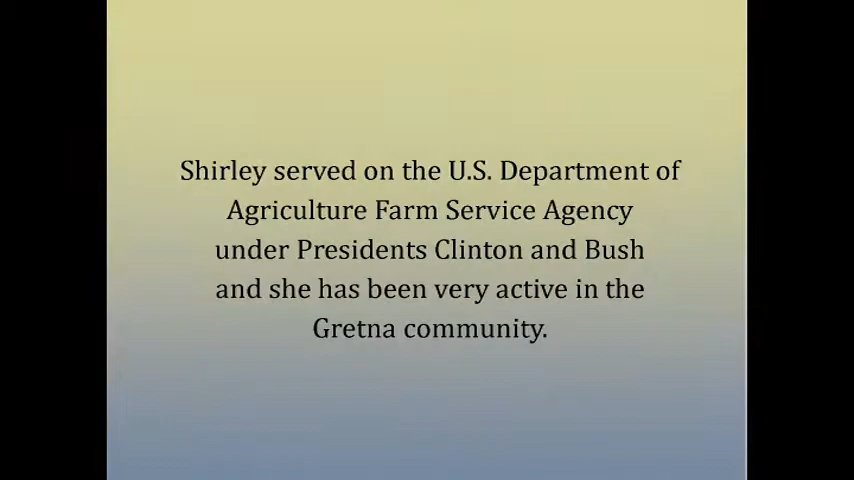 Shirley served on the U.S. Department of
Agriculture Farm Service Agency
under Presidents Clinton and Bush
and she has been very active in the
Gretna community.